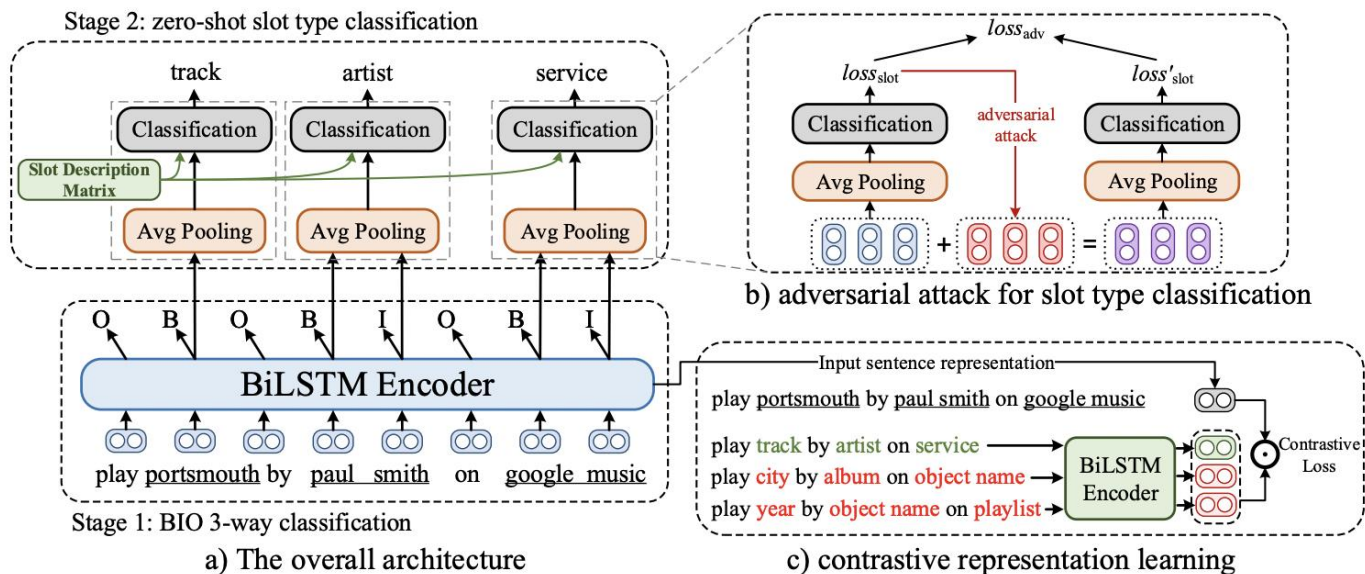 Stage 2: zero-shot slot type classification
track artist service
Classification Classification Classification
Slot Description
Matrix
Avg Pooling Avg Pooling Avg Pooling
O B O B I O B I
BiLSTM Encoder
play portsmouth by paul smith on google music
Stage 1: BIO 3-way classification
a) The overall architecture
loss_adv
loss_slot loss'_slot
adversarial
attack
Classification Classification
Avg Pooling Avg Pooling
+ =
b) adversarial attack for slot type classification
Input sentence representation
play portsmouth by paul smith on google music
play track by artist on service
play city by album on object name
play year by object name on playlist
BiLSTM
Encoder
Contrastive
Loss
c) contrastive representation learning